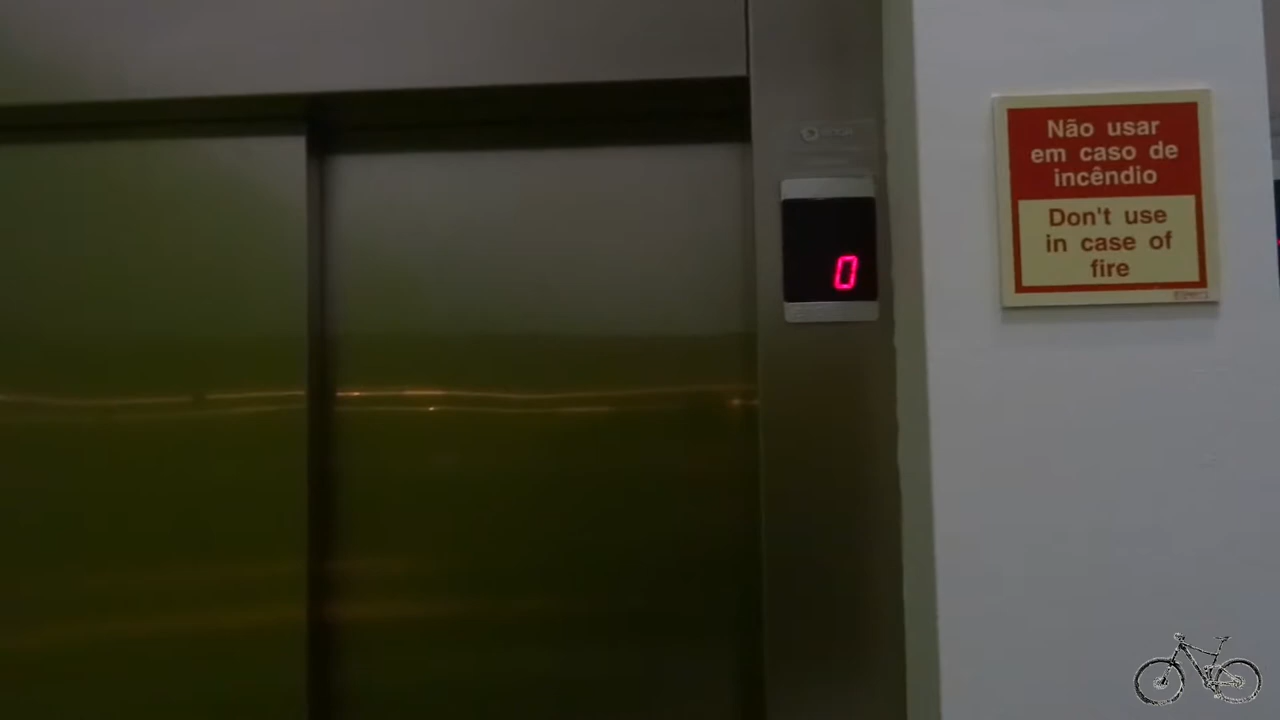 0
Não usar
em caso de
incêndio
Don't use
in case of
fire